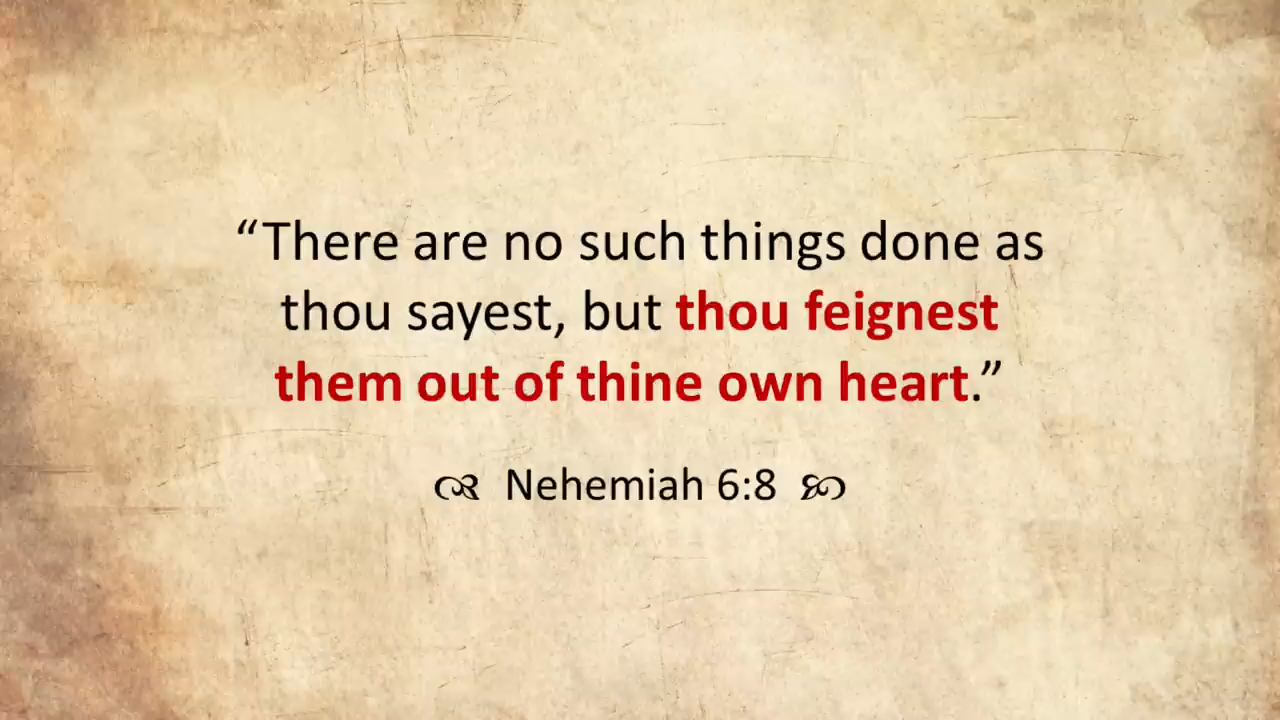 “There are no such things done as
thou sayest, but thou feignest
them out of thine own heart.”
Nehemiah 6:8